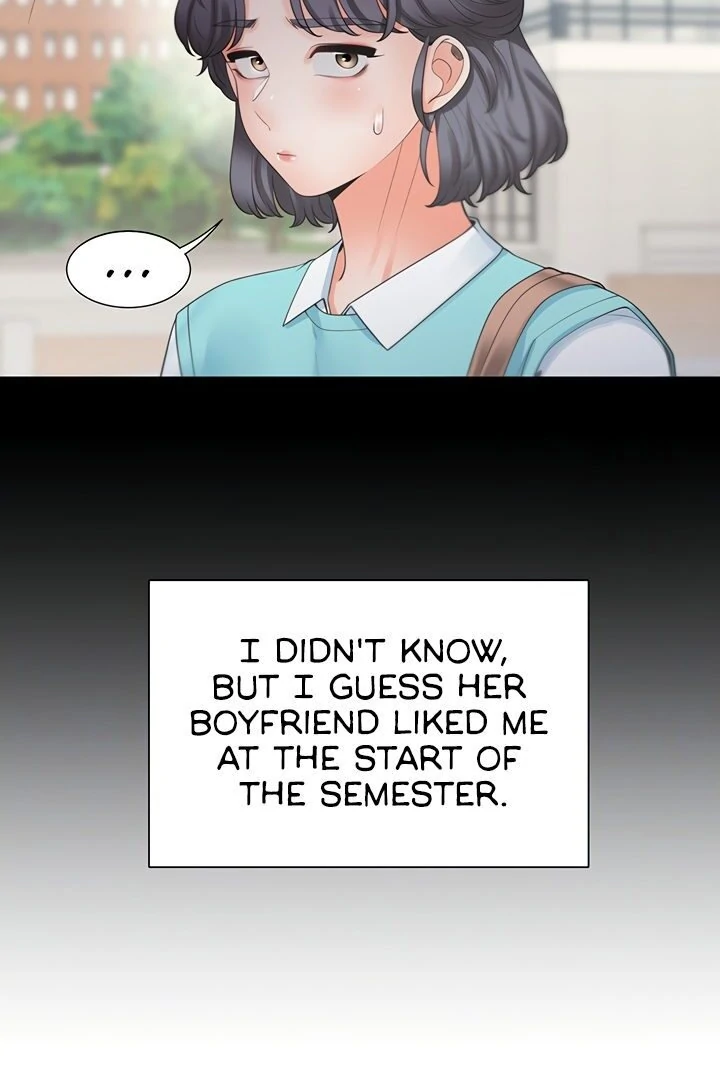 ...
I DIDN'T KNOW,
BUT I GUESS HER
BOYFRIEND LIKED ME
AT THE START OF
THE SEMESTER.